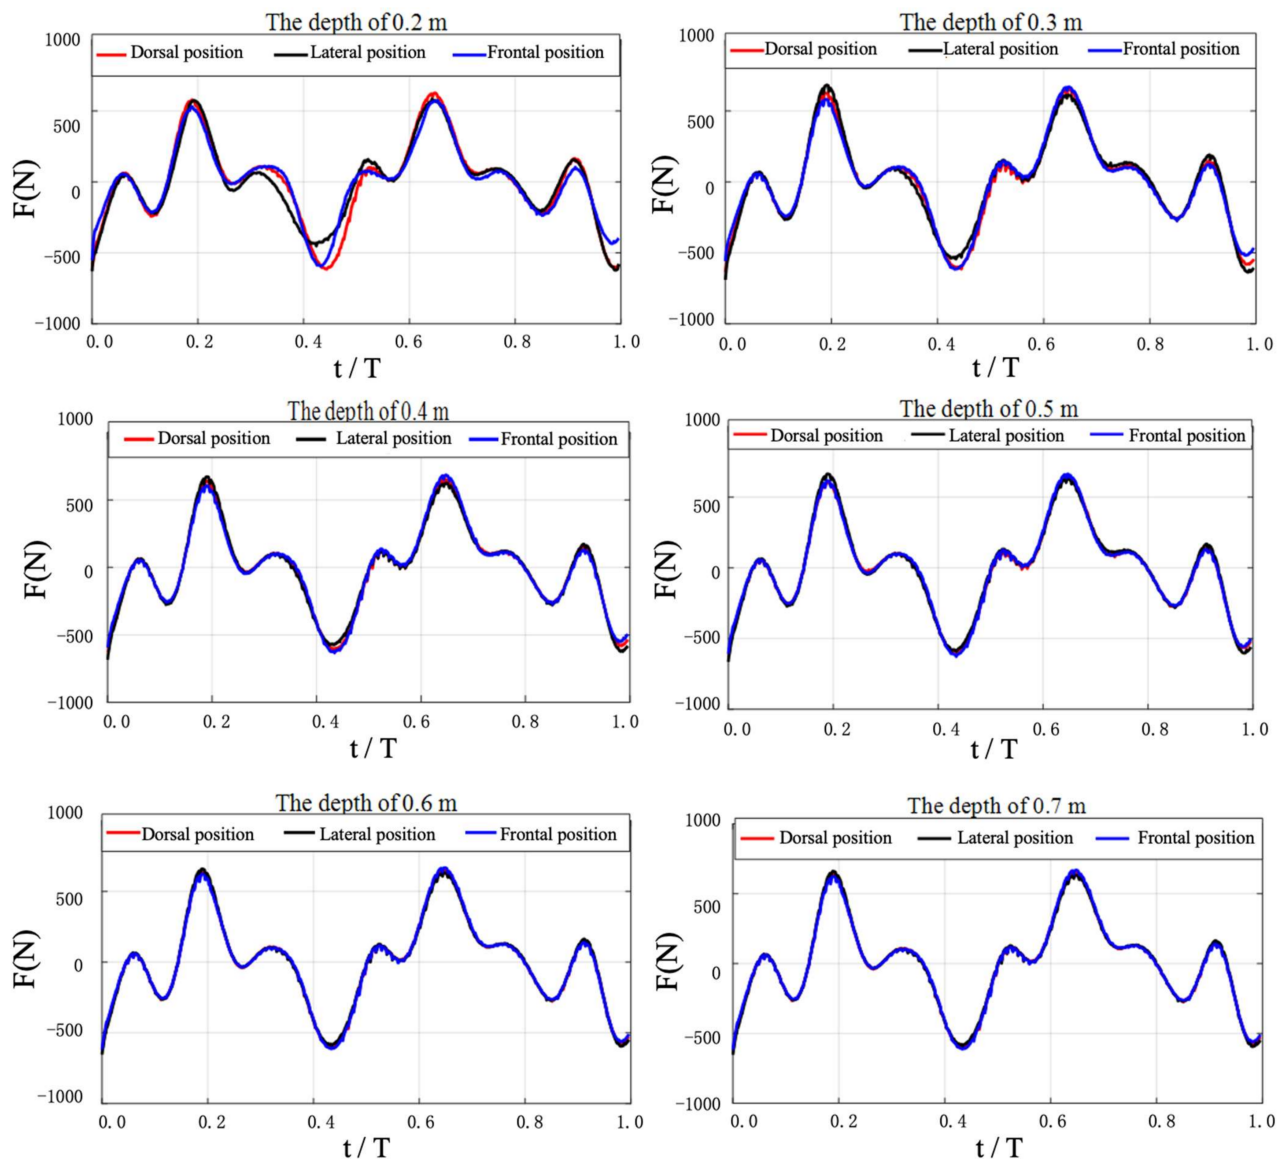 The depth of 0.2 m
1000
Dorsal position Lateral position Frontal position
500
0
-500
-1000
F(N)
0.0 0.2 0.4 0.6 0.8 1.0
t / T
The depth of 0.3 m
1000
Dorsal position Lateral position Frontal position
500
0
-500
-1000
F(N)
0.0 0.2 0.4 0.6 0.8 1.0
t / T
The depth of 0.4 m
1000
Dorsal position Lateral position Frontal position
500
0
-500
-1000
F(N)
0.0 0.2 0.4 0.6 0.8 1.0
t / T
The depth of 0.5 m
1000
Dorsal position Lateral position Frontal position
500
0
-500
-1000
F(N)
0.0 0.2 0.4 0.6 0.8 1.0
t / T
The depth of 0.6 m
1000
Dorsal position Lateral position Frontal position
500
0
-500
-1000
F(N)
0.0 0.2 0.4 0.6 0.8 1.0
t / T
The depth of 0.7 m
1000
Dorsal position Lateral position Frontal position
500
0
-500
-1000
F(N)
0.0 0.2 0.4 0.6 0.8 1.0
t / T